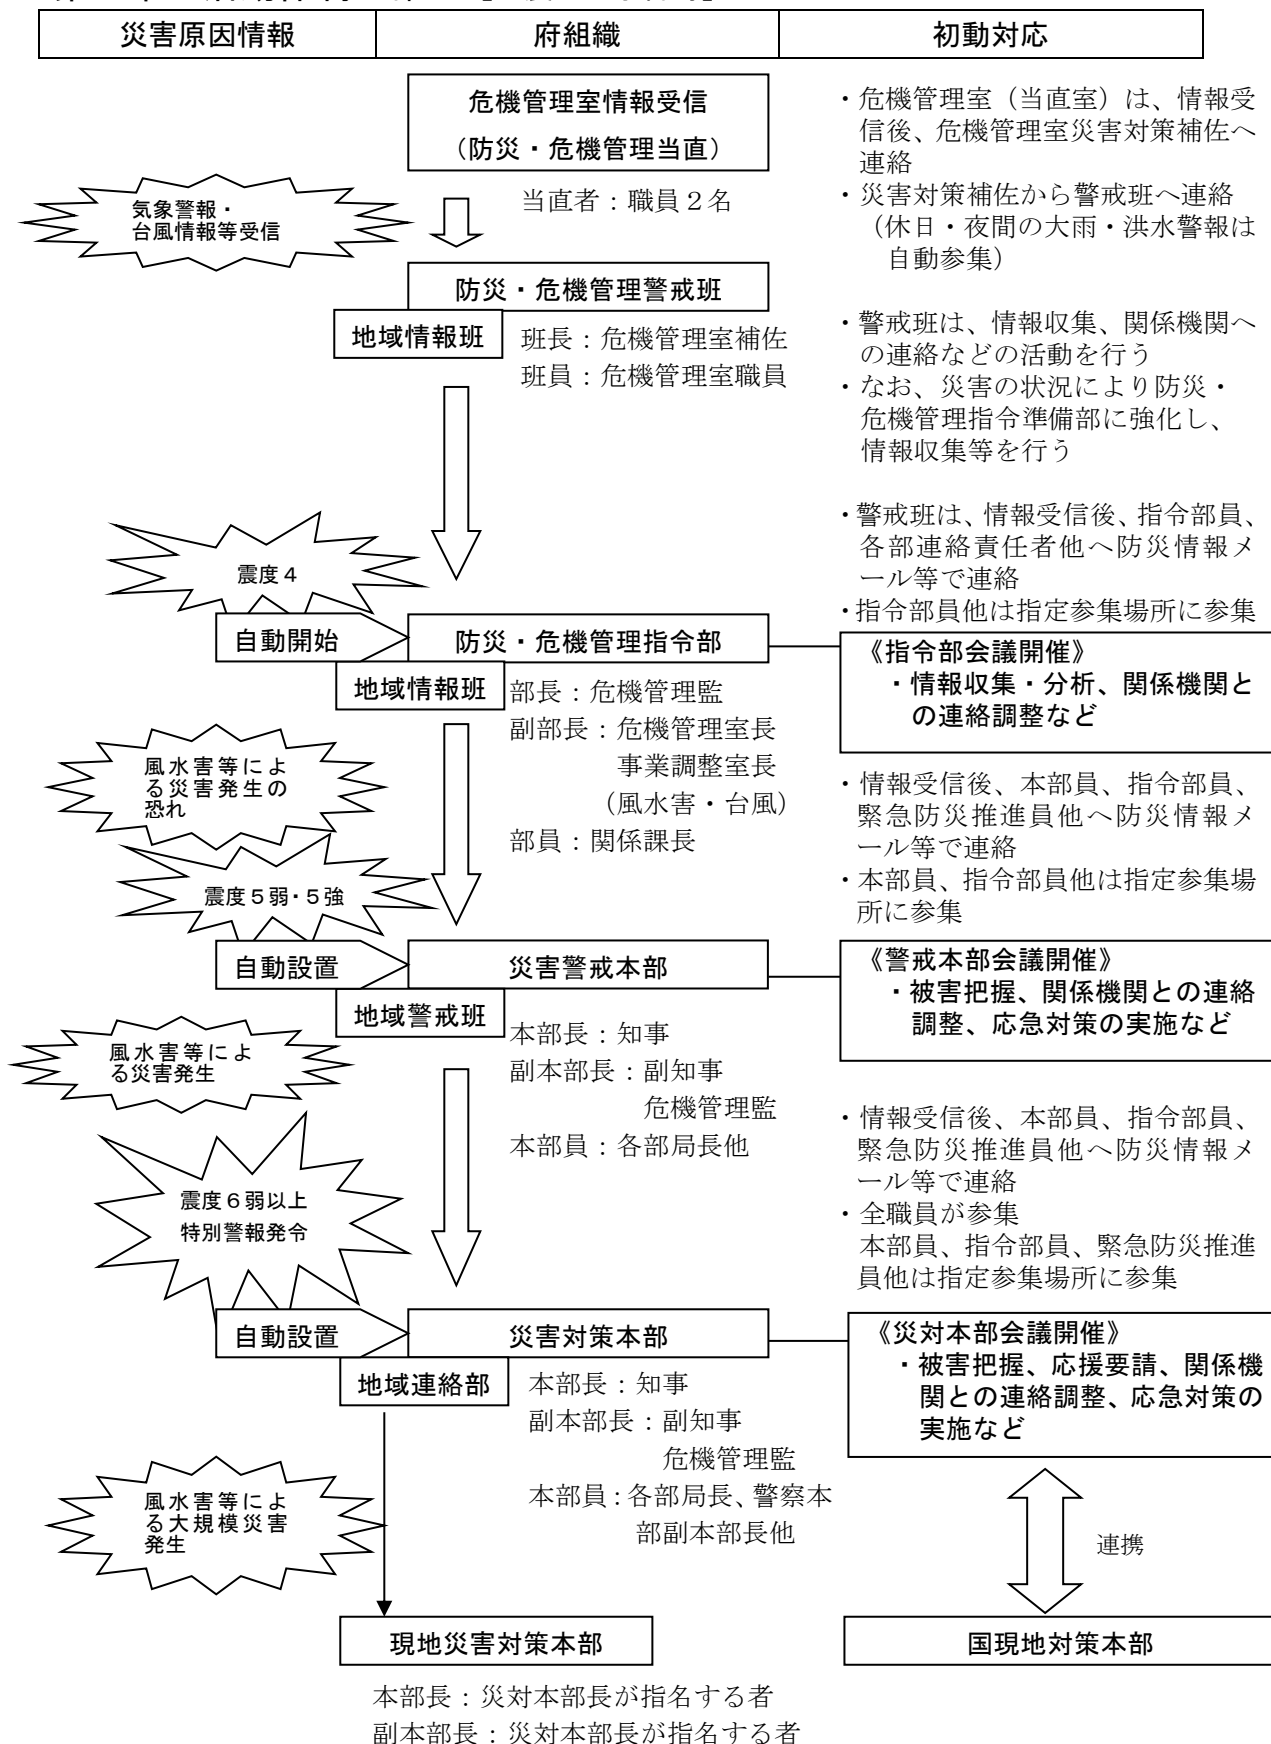 災害原因情報
府組織
初動対応
危機管理室情報受信
（防災・危機管理当直）
当直者：職員２名
・危機管理室（当直室）は、情報受
信後、危機管理室災害対策補佐へ
連絡
・災害対策補佐から警戒班へ連絡
（休日・夜間の大雨・洪水警報は
自動参集）
気象警報・
台風情報等受信
防災・危機管理警戒班
地域情報班
班長：危機管理室補佐
班員：危機管理室職員
・警戒班は、情報収集、関係機関へ
の連絡などの活動を行う
・なお、災害の状況により防災・
危機管理指令準備部に強化し、
情報収集等を行う
・警戒班は、情報受信後、指令部員、
各部連絡責任者他へ防災情報メ
ール等で連絡
・指令部員他は指定参集場所に参集
震度４
自動開始
防災・危機管理指令部
地域情報班
部長：危機管理監
副部長：危機管理室長
事業調整室長
（風水害・台風）
部員：関係課長
《指令部会議開催》
・情報収集・分析、関係機関と
の連絡調整など
風水害等によ
る災害発生の
恐れ
・情報受信後、本部員、指令部員、
緊急防災推進員他へ防災情報メ
ール等で連絡
・本部員、指令部員他は指定参集場
所に参集
震度５弱・５強
自動設置
災害警戒本部
地域警戒班
本部長：知事
副本部長：副知事
危機管理監
本部員：各部局長他
《警戒本部会議開催》
・被害把握、関係機関との連絡
調整、応急対策の実施など
風水害等によ
る災害発生
・情報受信後、本部員、指令部員、
緊急防災推進員他へ防災情報メ
ール等で連絡
・全職員が参集
本部員、指令部員、緊急防災推進
員他は指定参集場所に参集
震度６弱以上
特別警報発令
自動設置
災害対策本部
地域連絡部
本部長：知事
副本部長：副知事
危機管理監
本部員：各部局長、警察本
部副本部長他
《災対本部会議開催》
・被害把握、応援要請、関係機
関との連絡調整、応急対策の
実施など
風水害等によ
る大規模災害
発生
連携
現地災害対策本部
国現地対策本部
本部長：災対本部長が指名する者
副本部長：災対本部長が指名する者